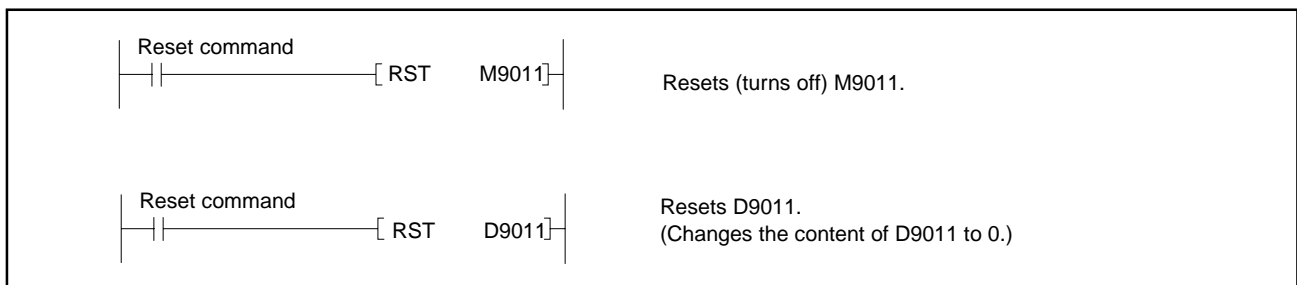 Reset command
RST M9011
Resets (turns off) M9011.
Reset command
RST D9011
Resets D9011.
(Changes the content of D9011 to 0.)